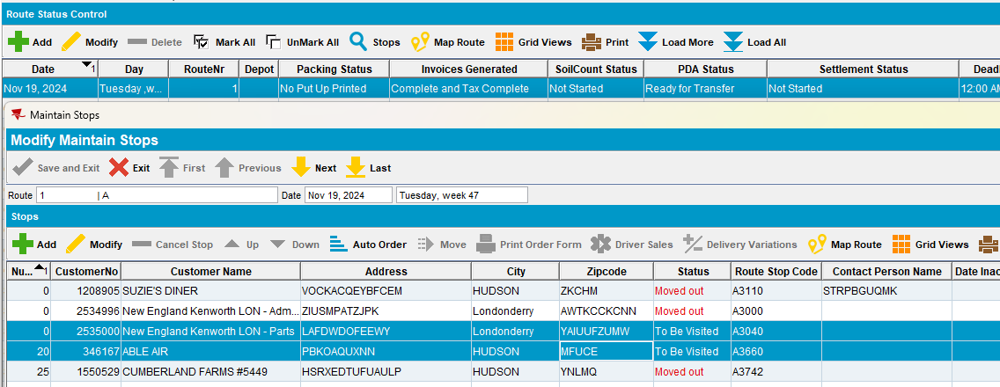 Route Status Control
Add Modify Delete Mark All UnMark All Stops Map Route Grid Views Print Load More Load All
Date 1 Day RouteNr Depot Packing Status Invoices Generated SoilCount Status PDA Status Settlement Status Deadl
Nov 19, 2024 Tuesday ,w... 1 No Put Up Printed Complete and Tax Complete Not Started Ready for Transfer Not Started 12:00 AM
Maintain Stops
Modify Maintain Stops
Save and Exit Exit First Previous Next Last
Route 1 | A Date Nov 19, 2024 Tuesday, week 47
Stops
Add Modify Cancel Stop Up Down Auto Order Move Print Order Form Driver Sales Delivery Variations Map Route Grid Views
Nu... 1 CustomerNo Customer Name Address City Zipcode Status Route Stop Code Contact Person Name Date Inac
0 1208905 SUZIE'S DINER VOCKACQEYBFCEM HUDSON ZKCHM Moved out A3110 STRPBGUQMK
0 2534996 New England Kenworth LON - Adm... ZIUSMPATZJPK Londonderry AWTKCCKCNN Moved out A3000
0 2535000 New England Kenworth LON - Parts LAFDWDOFEEWY Londonderry YAIUUFZUMW To Be Visited A3040
20 346167 ABLE AIR PBKOAQUXNN HUDSON MFUCE To Be Visited A3660
25 1550529 CUMBERLAND FARMS #5449 HSRXEDTUFUAULP HUDSON YNLMQ Moved out A3742